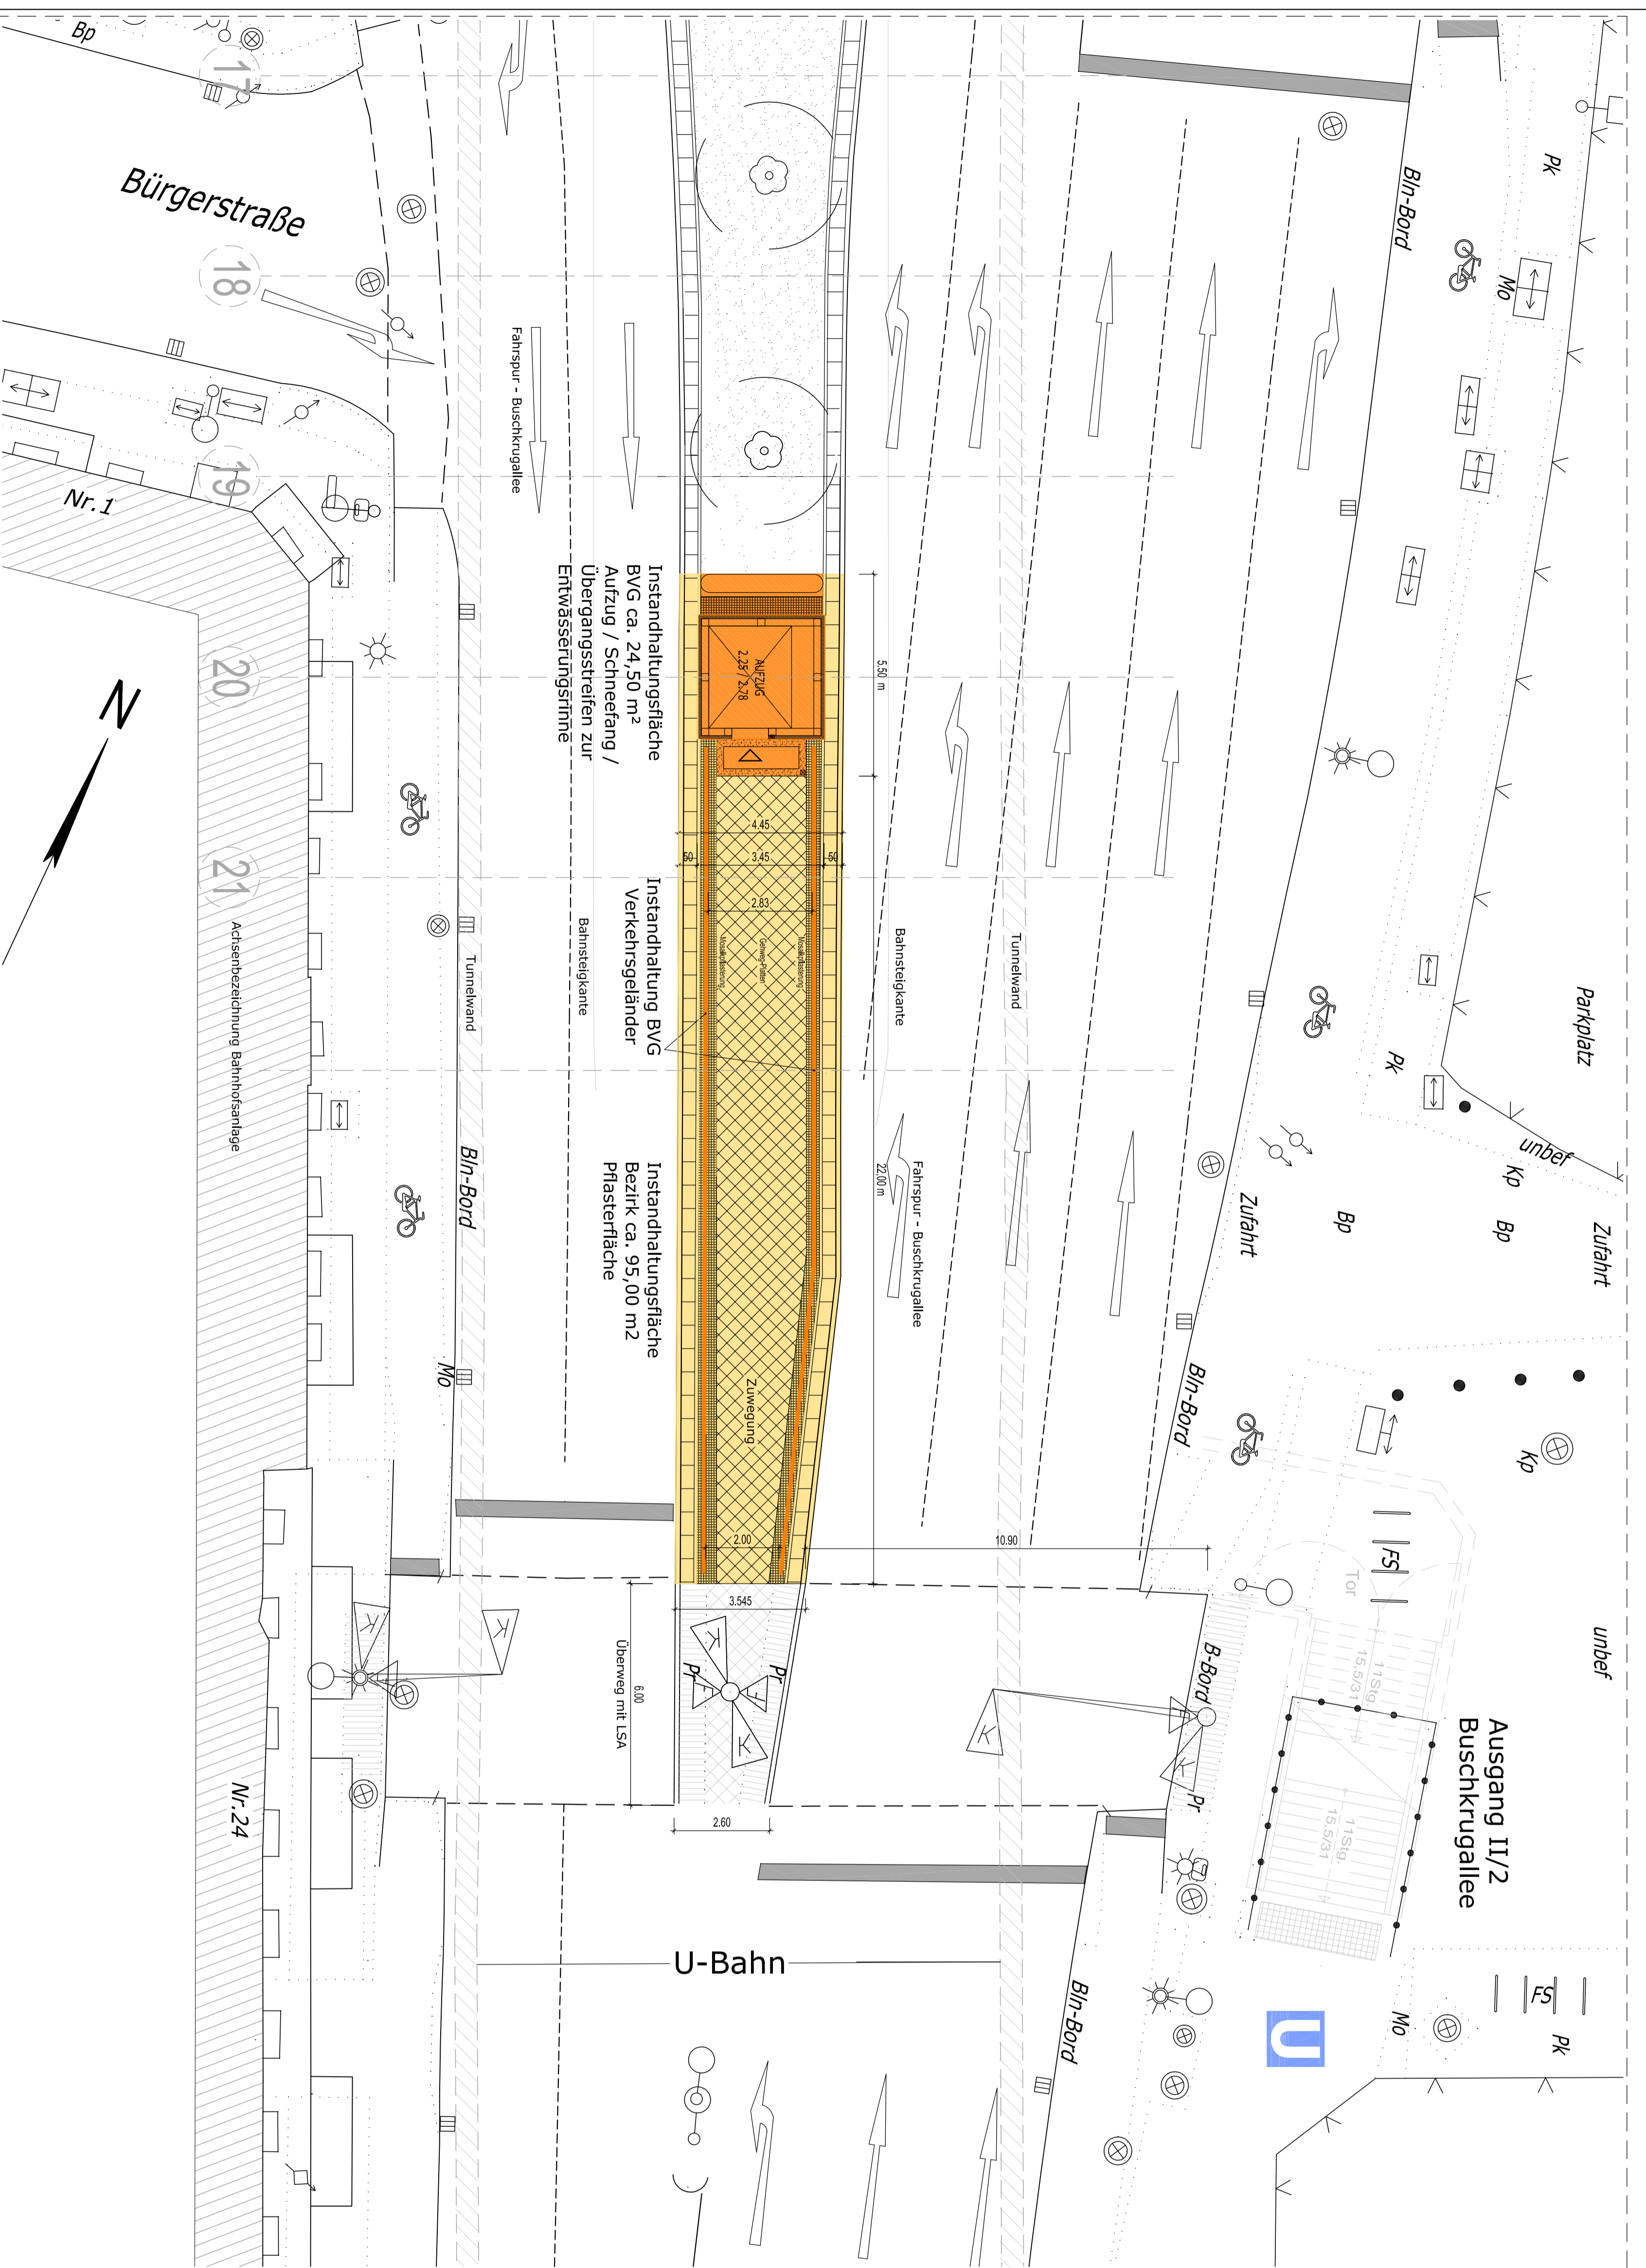 Bp
17
Bürgerstraße
18
19
Nr.1
20
21
Achsenbezeichnung Bahnhofsanlage
N
Nr.24
Fahrspur - Buschkrugallee
Instandhaltungsfläche
BVG ca. 24,50 m²
Aufzug / Schneefang /
Übergangsstreifen zur
Entwässerungsrinne
Instandhaltung BVG
Verkehrsgeländer
Instandhaltungsfläche
Bezirk ca. 95,00 m2
Pflasterfläche
Bahnsteigkante
Tunnelwand
Bln-Bord
Mo
AUFZUG
2.25 / 2.78
5.50 m
4.45
50
3.45
50
2.83
Mosaikpflasterung
Gehweg-Platten
Mosaikpflasterung
22,00 m
Zuwegung
2.00
10.90
3.545
6.00
Überweg mit LSA
Pr
Pr
2.60
U-Bahn
Bahnsteigkante
Tunnelwand
Fahrspur - Buschkrugallee
Bln-Bord
Pk
Mo
Parkplatz
Pk
unbef
Kp
Bp
Bp
Zufahrt
Zufahrt
Bln-Bord
Kp
FS
Tor
11Stg.
15.5/31
11Stg.
15.5/31
unbef
B-Bord
Pr
Ausgang II/2
Buschkrugallee
Bln-Bord
U
Mo
FS
Pk